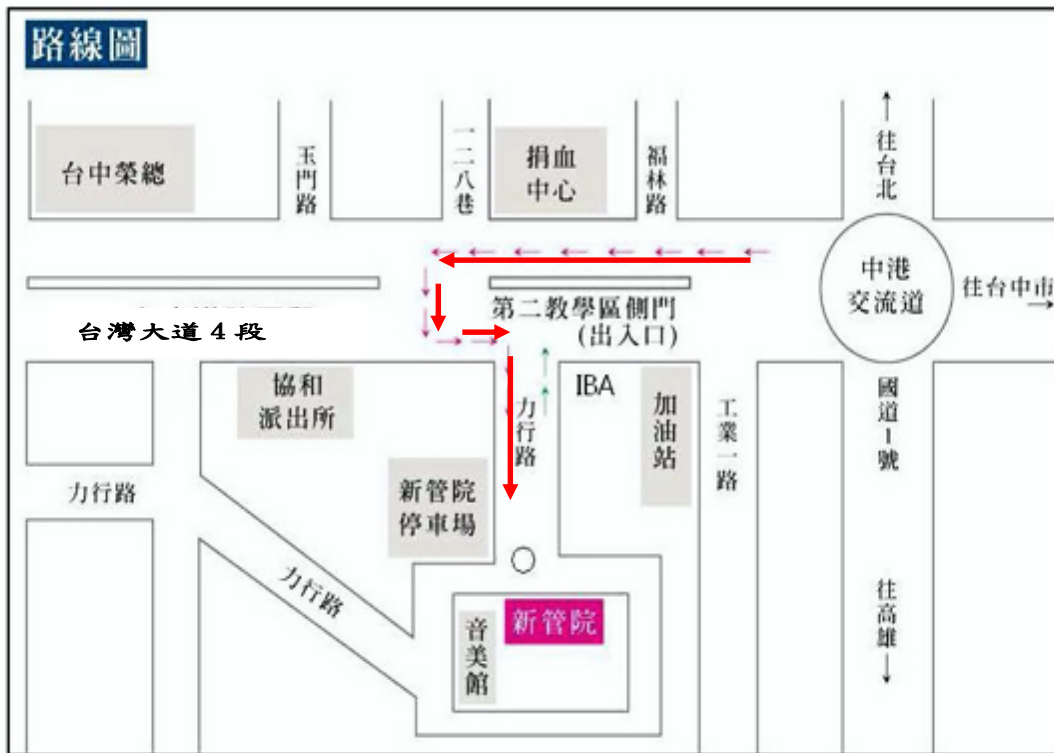 路線圖
台中榮總
玉門路
一二八巷
捐血
中心
福林路
往台北
中港
交流道
往台中市
第二教學區側門
(出入口)
台灣大道4段
協和
派出所
力行路
IBA
加油站
工業一路
國道1號
力行路
新管院
停車場
力行路
往高雄
音美館
新管院